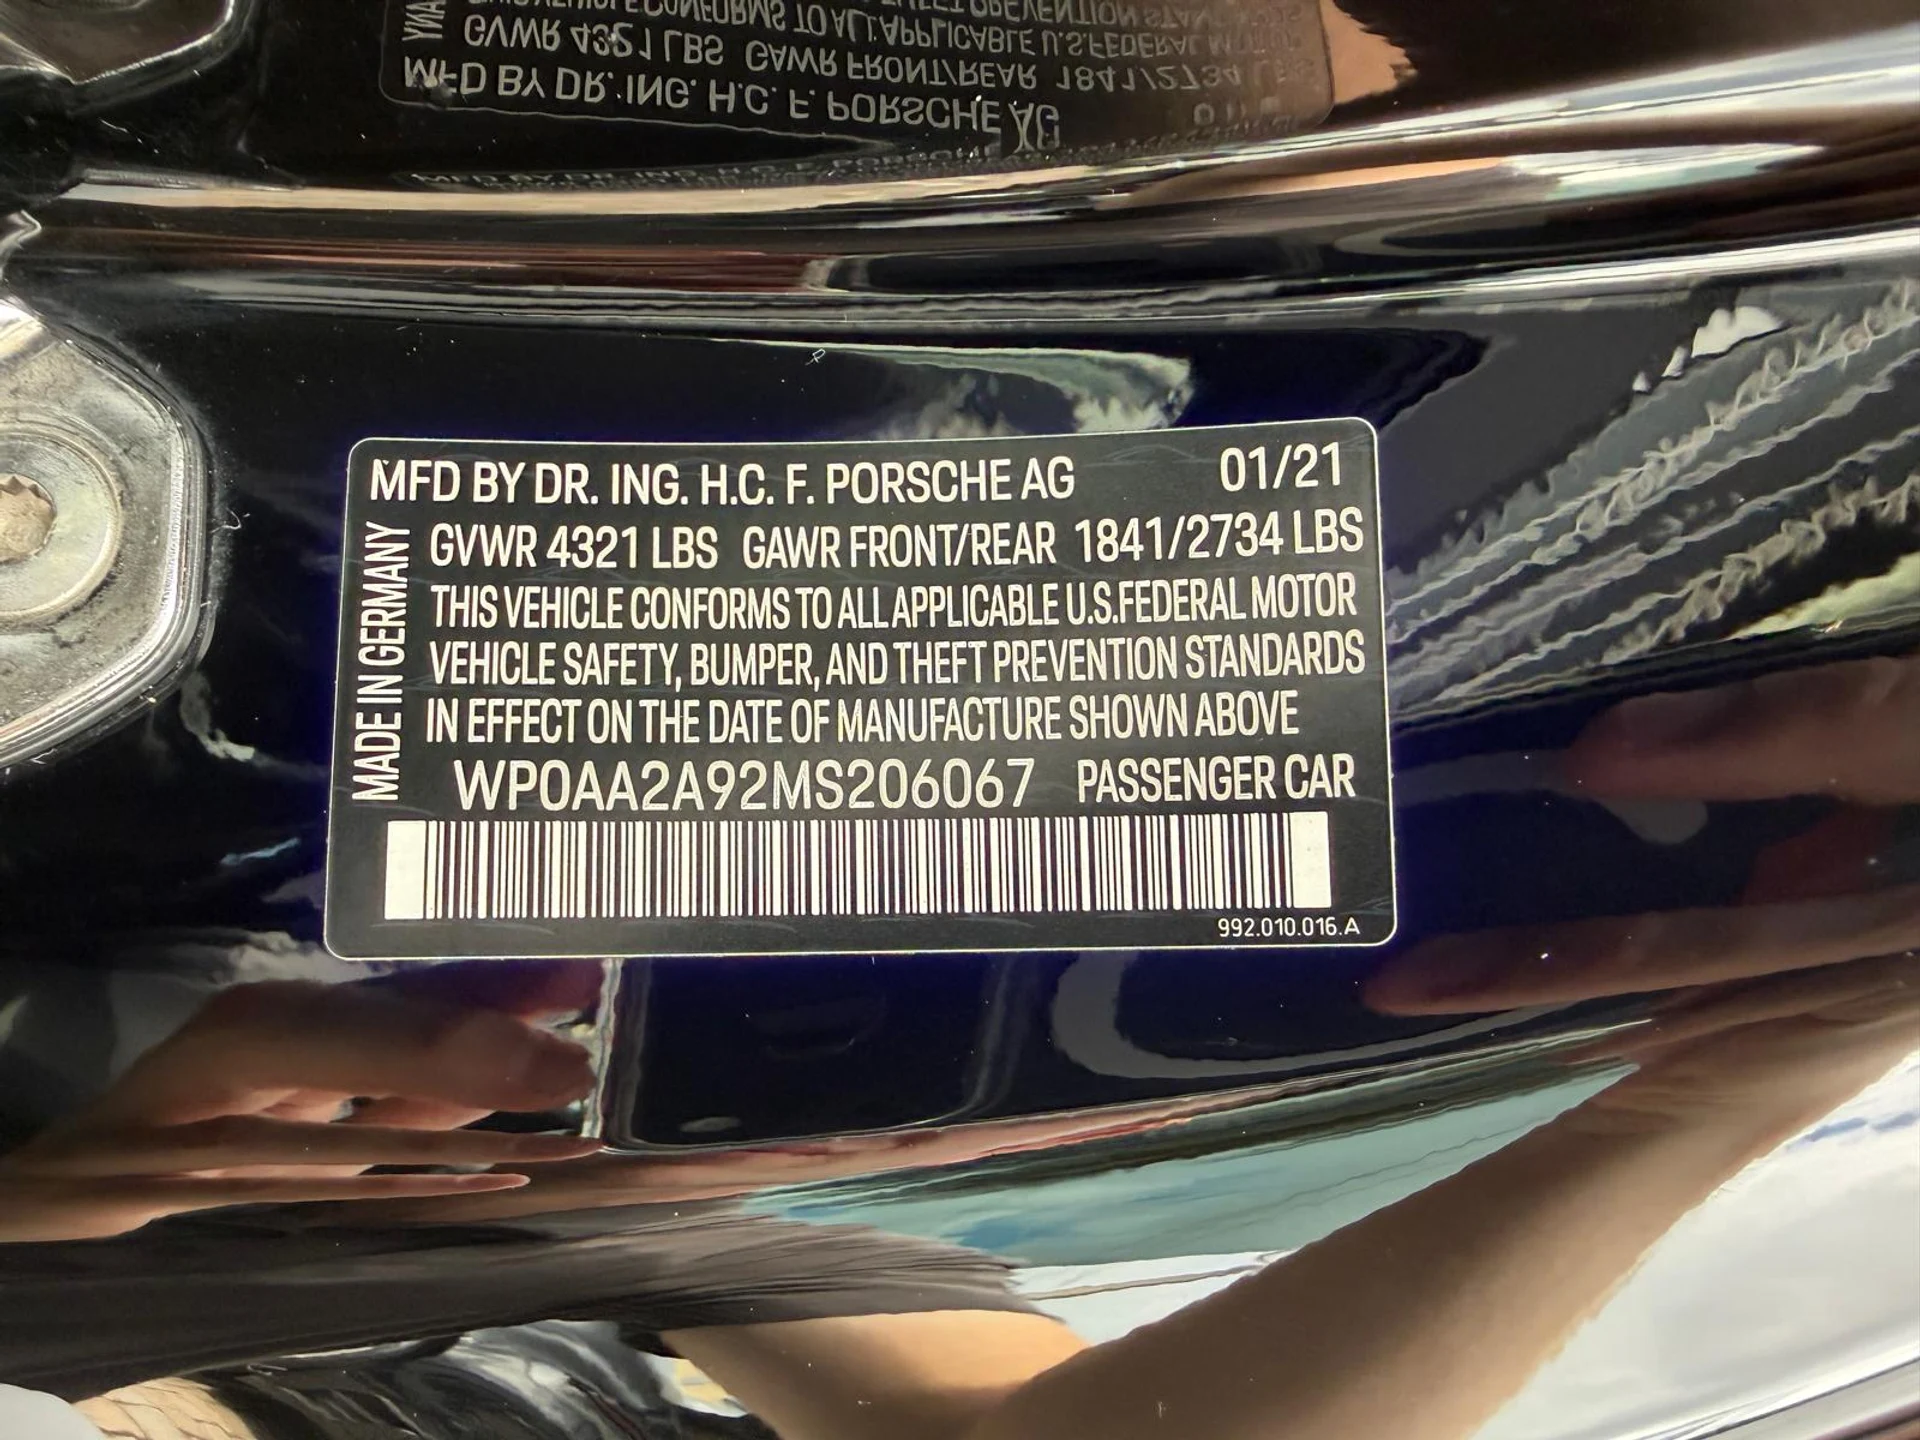 MFD BY DR. ING. H.C. F. PORSCHE AG 01/21
MADE IN GERMANY
GVWR 4321 LBS GAWR FRONT/REAR 1841/2734 LBS
THIS VEHICLE CONFORMS TO ALL APPLICABLE U.S.FEDERAL MOTOR
VEHICLE SAFETY, BUMPER, AND THEFT PREVENTION STANDARDS
IN EFFECT ON THE DATE OF MANUFACTURE SHOWN ABOVE
WP0AA2A92MS206067 PASSENGER CAR
992.010.016.A